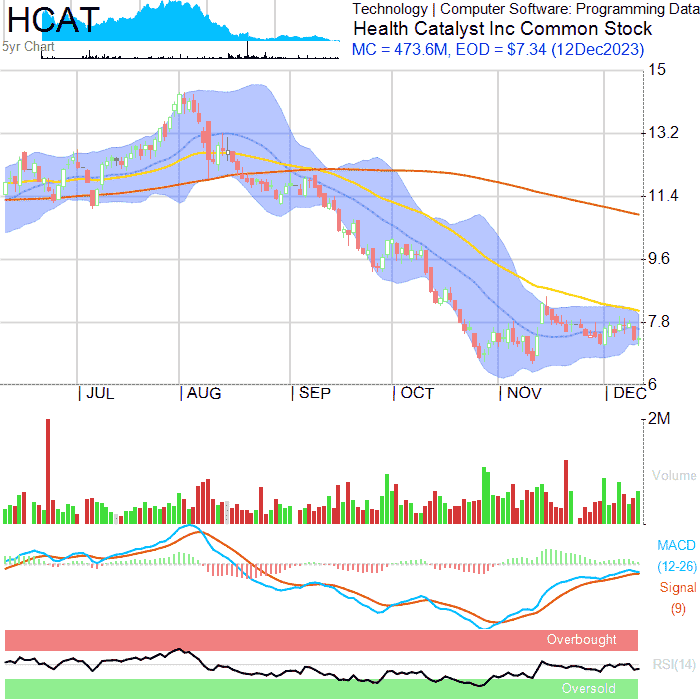 HCAT
5yr Chart
Technology | Computer Software: Programming Data
Health Catalyst Inc Common Stock
MC = 473.6M, EOD = $7.34 (12Dec2023)
15
13.2
11.4
9.6
7.8
6
| JUL
| AUG
| SEP
| OCT
| NOV
| DEC
2M
Volume
MACD
(12-26)
Signal
(9)
Overbought
RSI(14)
Oversold